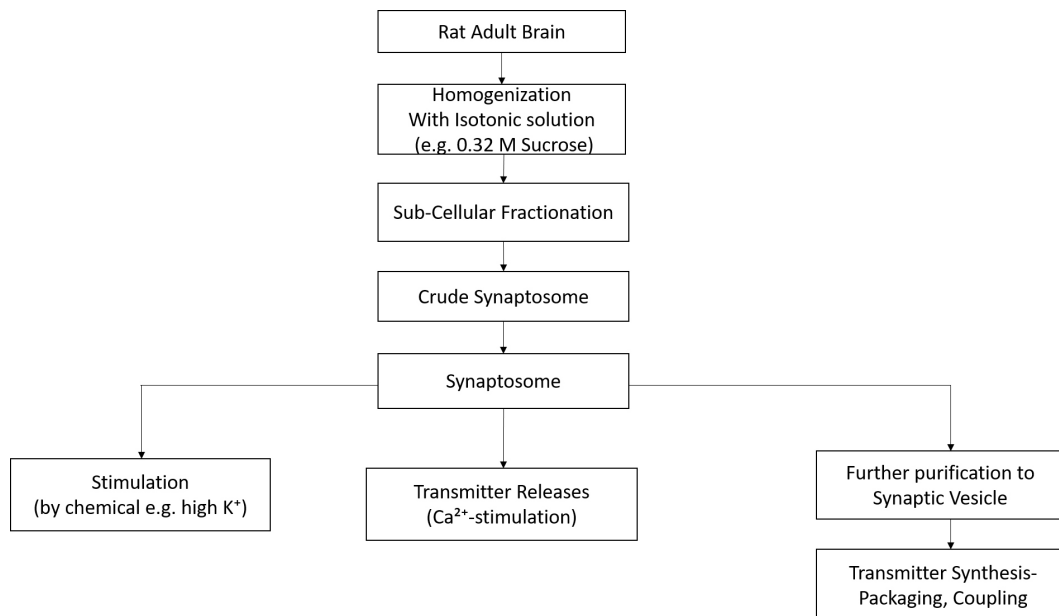 Rat Adult Brain
Homogenization
With Isotonic solution
(e.g. 0.32 M Sucrose)
Sub-Cellular Fractionation
Crude Synaptosome
Synaptosome
Stimulation
(by chemical e.g. high K⁺)
Transmitter Releases
(Ca²⁺-stimulation)
Further purification to
Synaptic Vesicle
Transmitter Synthesis-
Packaging, Coupling